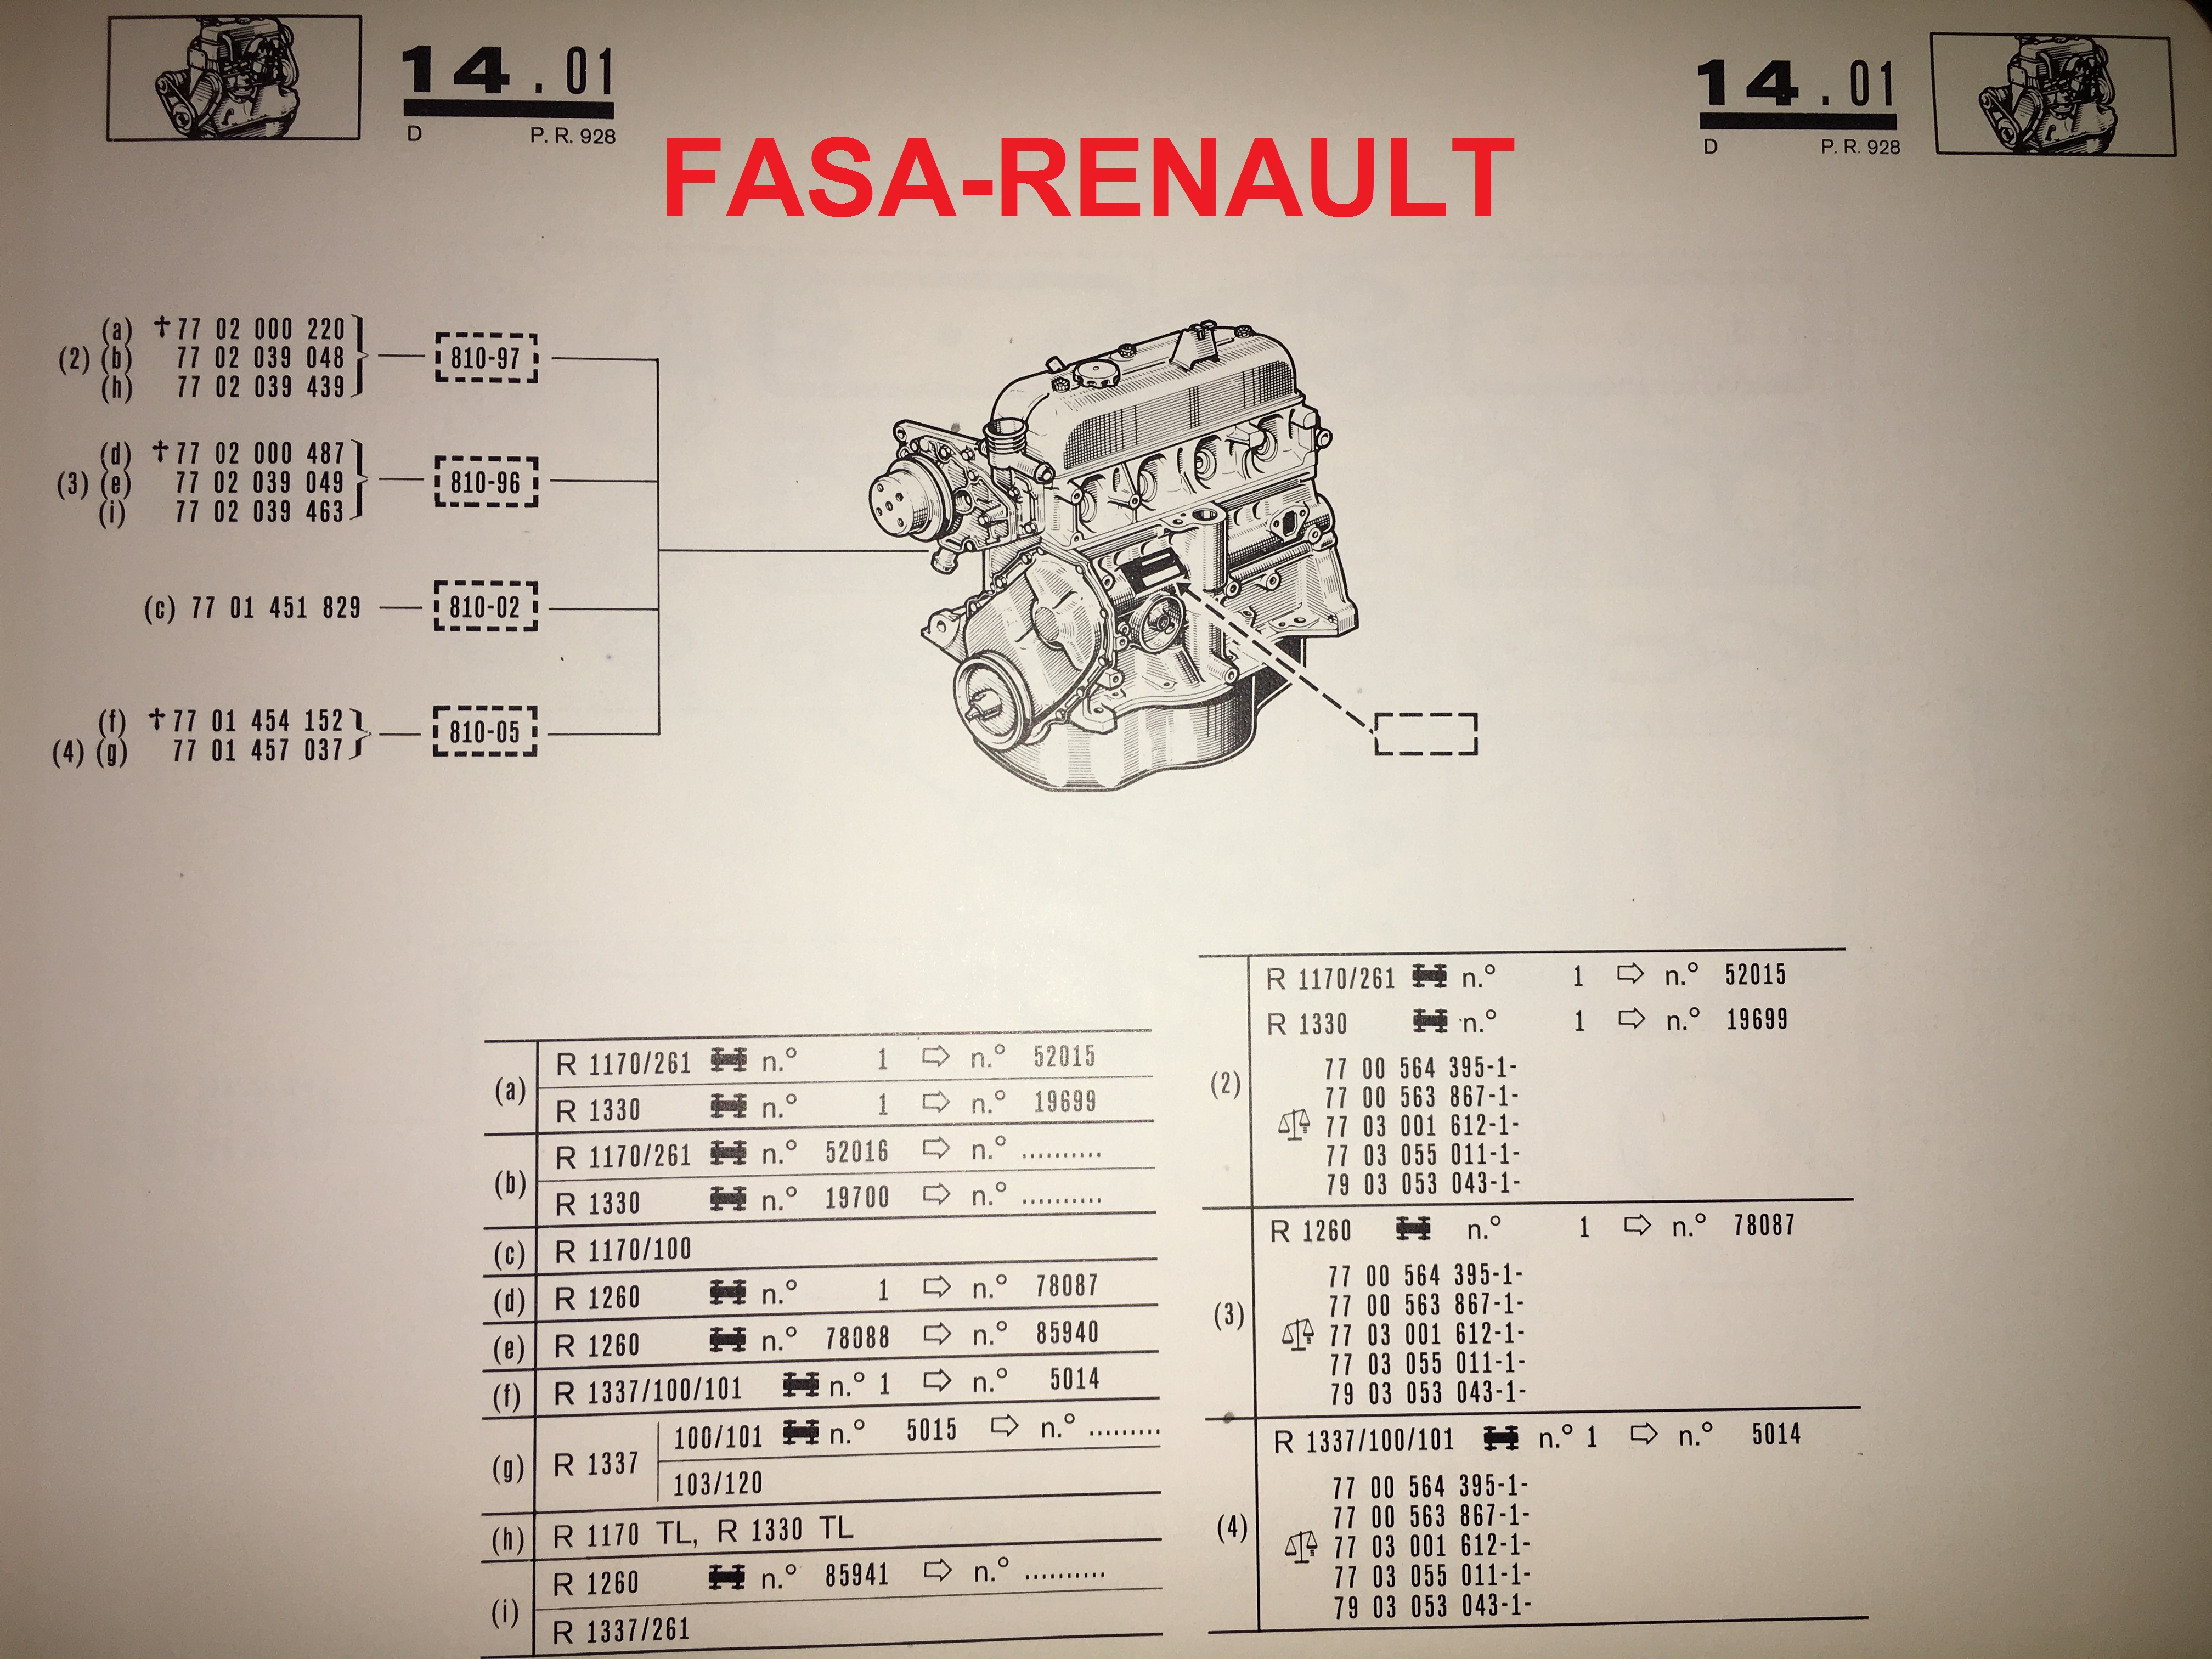 14.01
D P. R. 928
14.01
D P. R. 928
FASA-RENAULT
(a) †77 02 000 220
(2) (b) 77 02 039 048
(h) 77 02 039 439
810-97
(d) †77 02 000 487
(3) (e) 77 02 039 049
(i) 77 02 039 463
810-96
(c) 77 01 451 829
810-02
(f) †77 01 454 152
(4) (g) 77 01 457 037
810-05
(a)
R 1170/261 n.° 1 ⇨ n.° 52015
R 1330 n.° 1 ⇨ n.° 19699
(b)
R 1170/261 n.° 52016 ⇨ n.° ..........
R 1330 n.° 19700 ⇨ n.° ..........
(c) R 1170/100
(d) R 1260 n.° 1 ⇨ n.° 78087
(e) R 1260 n.° 78088 ⇨ n.° 85940
(f) R 1337/100/101 n.° 1 ⇨ n.° 5014
(g) R 1337
100/101 n.° 5015 ⇨ n.° .........
103/120
(h) R 1170 TL, R 1330 TL
(i)
R 1260 n.° 85941 ⇨ n.° ..........
R 1337/261
(2)
R 1170/261 n.° 1 ⇨ n.° 52015
R 1330 n.° 1 ⇨ n.° 19699
77 00 564 395-1-
77 00 563 867-1-
77 03 001 612-1-
77 03 055 011-1-
79 03 053 043-1-
(3)
R 1260 n.° 1 ⇨ n.° 78087
77 00 564 395-1-
77 00 563 867-1-
77 03 001 612-1-
77 03 055 011-1-
79 03 053 043-1-
(4)
R 1337/100/101 n.° 1 ⇨ n.° 5014
77 00 564 395-1-
77 00 563 867-1-
77 03 001 612-1-
77 03 055 011-1-
79 03 053 043-1-